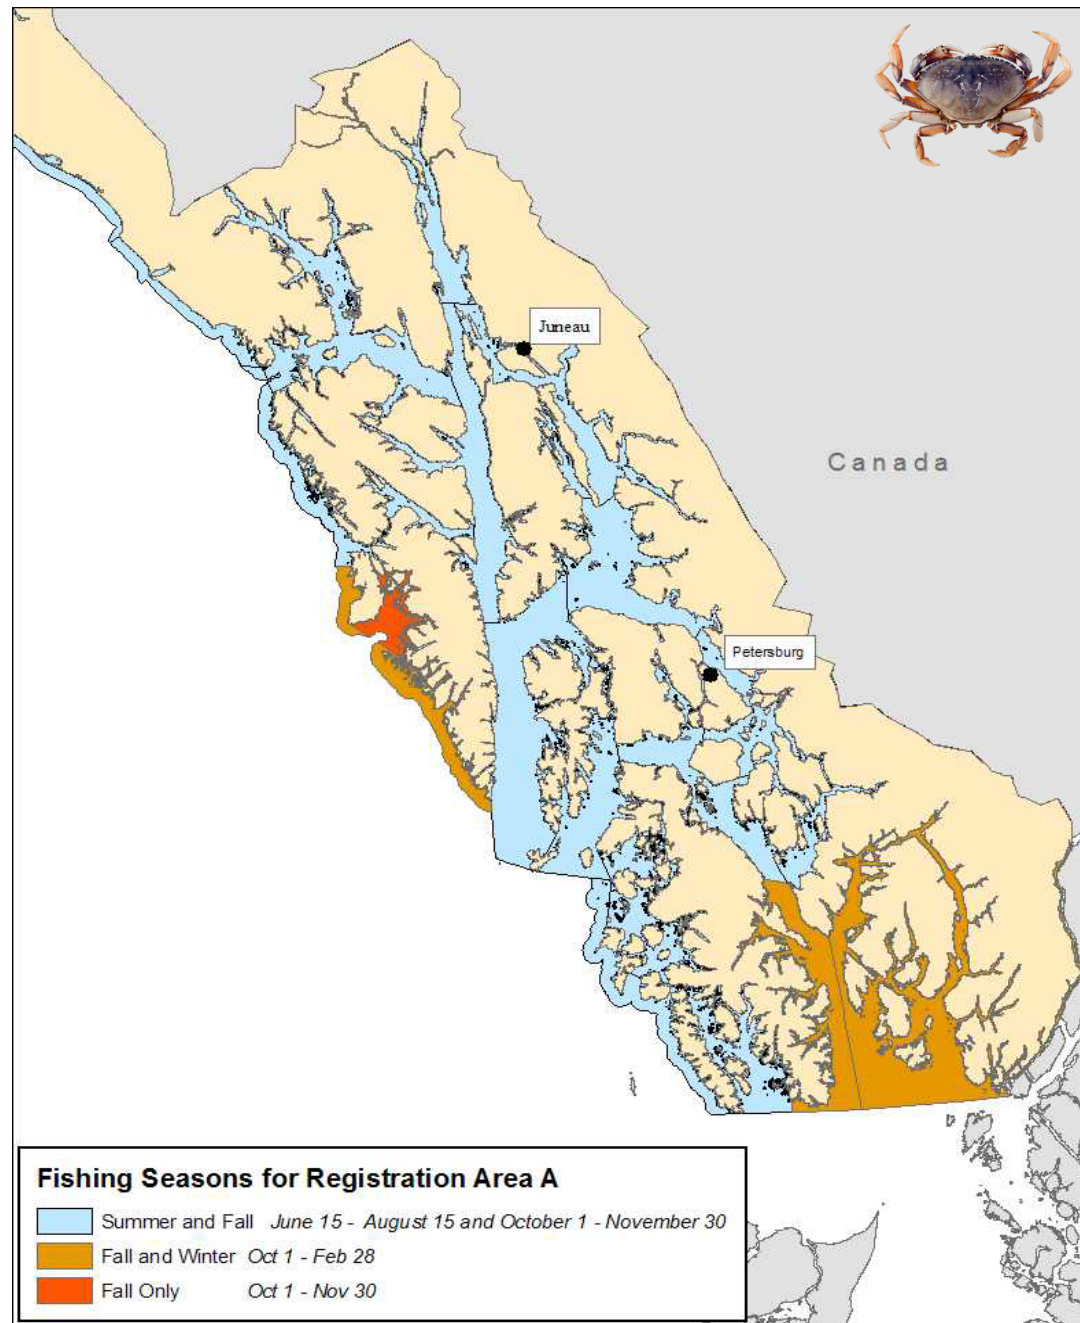 Juneau
Canada
Petersburg
Fishing Seasons for Registration Area A
Summer and Fall June 15 - August 15 and October 1 - November 30
Fall and Winter Oct 1 - Feb 28
Fall Only Oct 1 - Nov 30